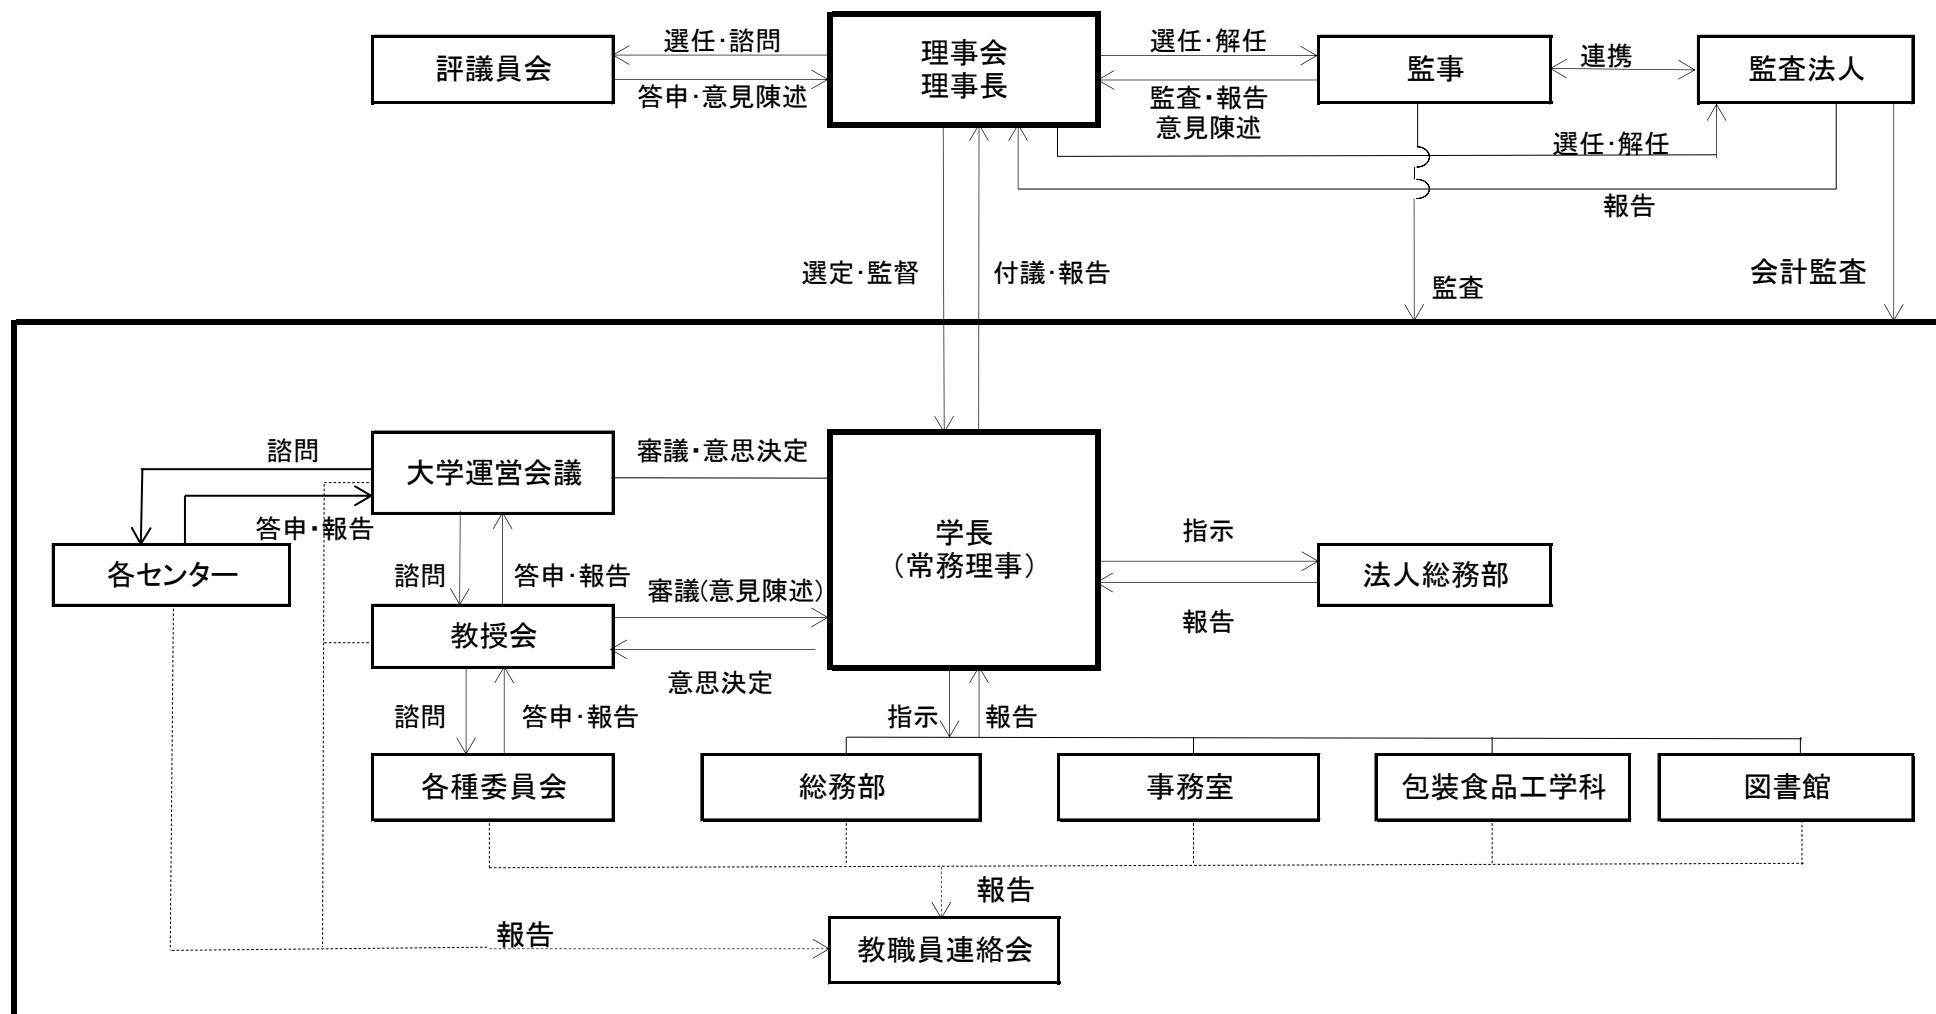 選任・諮問
評議員会
答申・意見陳述
理事会
理事長
選任・解任
監査・報告
意見陳述
監事
連携
監査法人
選任・解任
報告
選定・監督
付議・報告
監査
会計監査
諮問
大学運営会議
審議・意思決定
答申・報告
各センター
諮問
答申・報告
学長
（常務理事）
指示
報告
法人総務部
審議(意見陳述)
教授会
意思決定
諮問
答申・報告
指示
報告
各種委員会
総務部
事務室
包装食品工学科
図書館
報告
報告
教職員連絡会